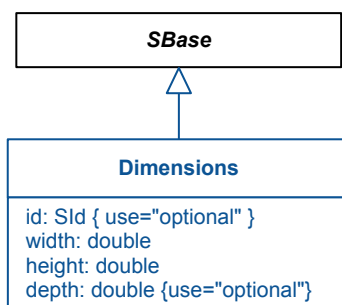 SBase
Dimensions
id: SId { use="optional" }
width: double
height: double
depth: double {use="optional"}